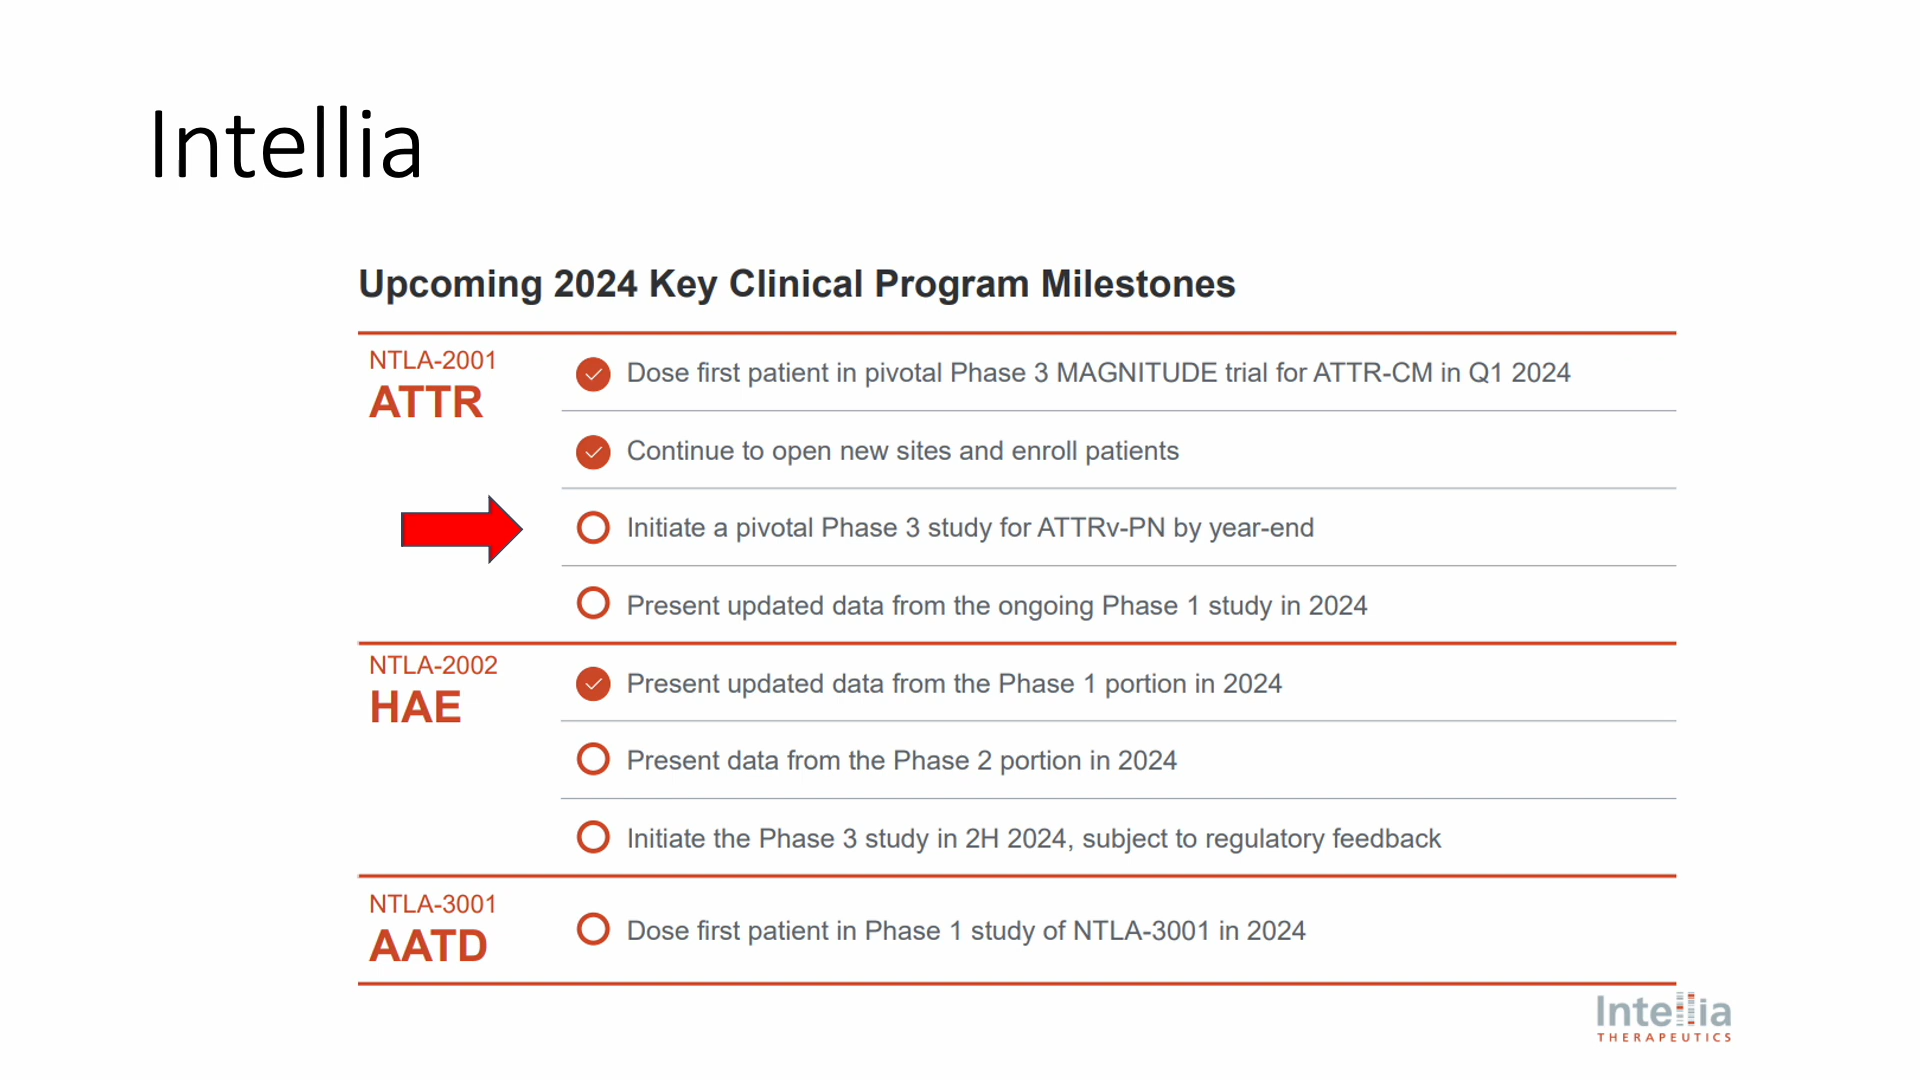 Intellia
Upcoming 2024 Key Clinical Program Milestones
NTLA-2001
ATTR
Dose first patient in pivotal Phase 3 MAGNITUDE trial for ATTR-CM in Q1 2024
Continue to open new sites and enroll patients
Initiate a pivotal Phase 3 study for ATTRv-PN by year-end
Present updated data from the ongoing Phase 1 study in 2024
NTLA-2002
HAE
Present updated data from the Phase 1 portion in 2024
Present data from the Phase 2 portion in 2024
Initiate the Phase 3 study in 2H 2024, subject to regulatory feedback
NTLA-3001
AATD
Dose first patient in Phase 1 study of NTLA-3001 in 2024
Intellia
THERAPEUTICS